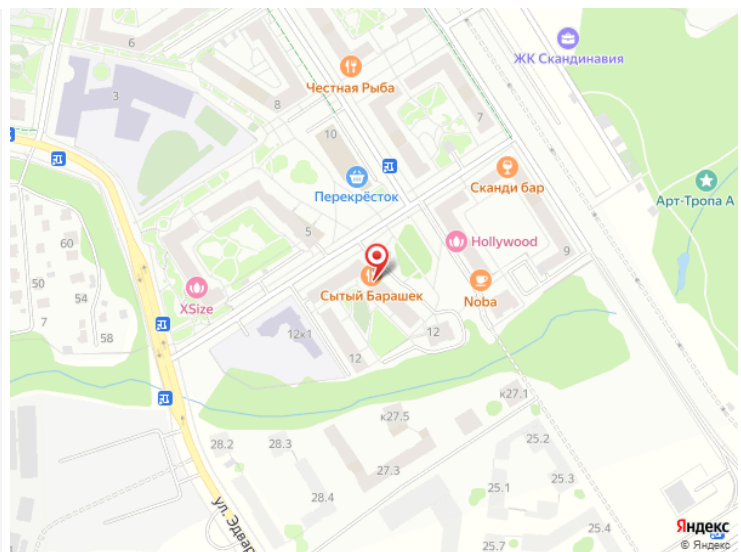 6
ЖК Скандинавия
3
Честная Рыба
8
7
10
Сканди бар
Перекрёсток
Арт-Тропа А
5
60
Hollywood
9
50
54
XSize
Сытый Барашек
Noba
7
58
12к1
12
12
к27.1
к27.5
28.2
28.3
25.2
27.3
25.3
25.1
28.4
ул. Эдвар
25.4
25.7
Яндекс
© Яндекс